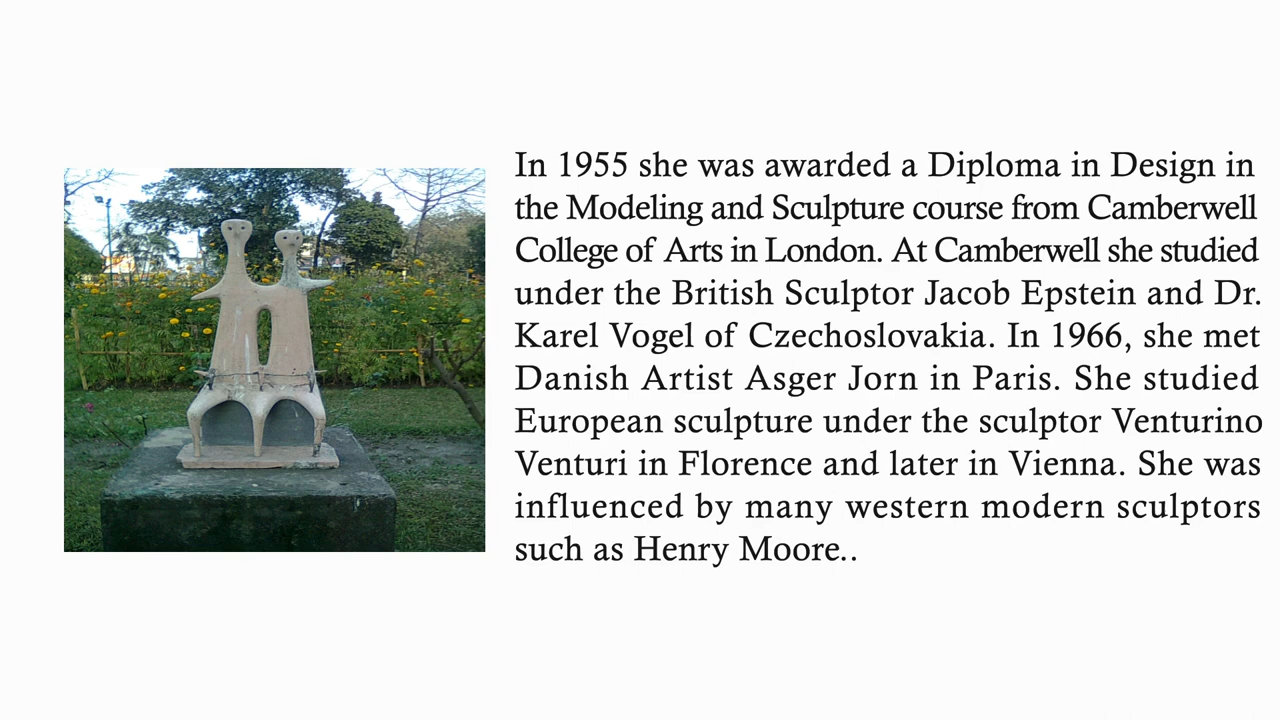 In 1955 she was awarded a Diploma in Design in
the Modeling and Sculpture course from Camberwell
College of Arts in London. At Camberwell she studied
under the British Sculptor Jacob Epstein and Dr.
Karel Vogel of Czechoslovakia. In 1966, she met
Danish Artist Asger Jorn in Paris. She studied
European sculpture under the sculptor Venturino
Venturi in Florence and later in Vienna. She was
influenced by many western modern sculptors
such as Henry Moore..